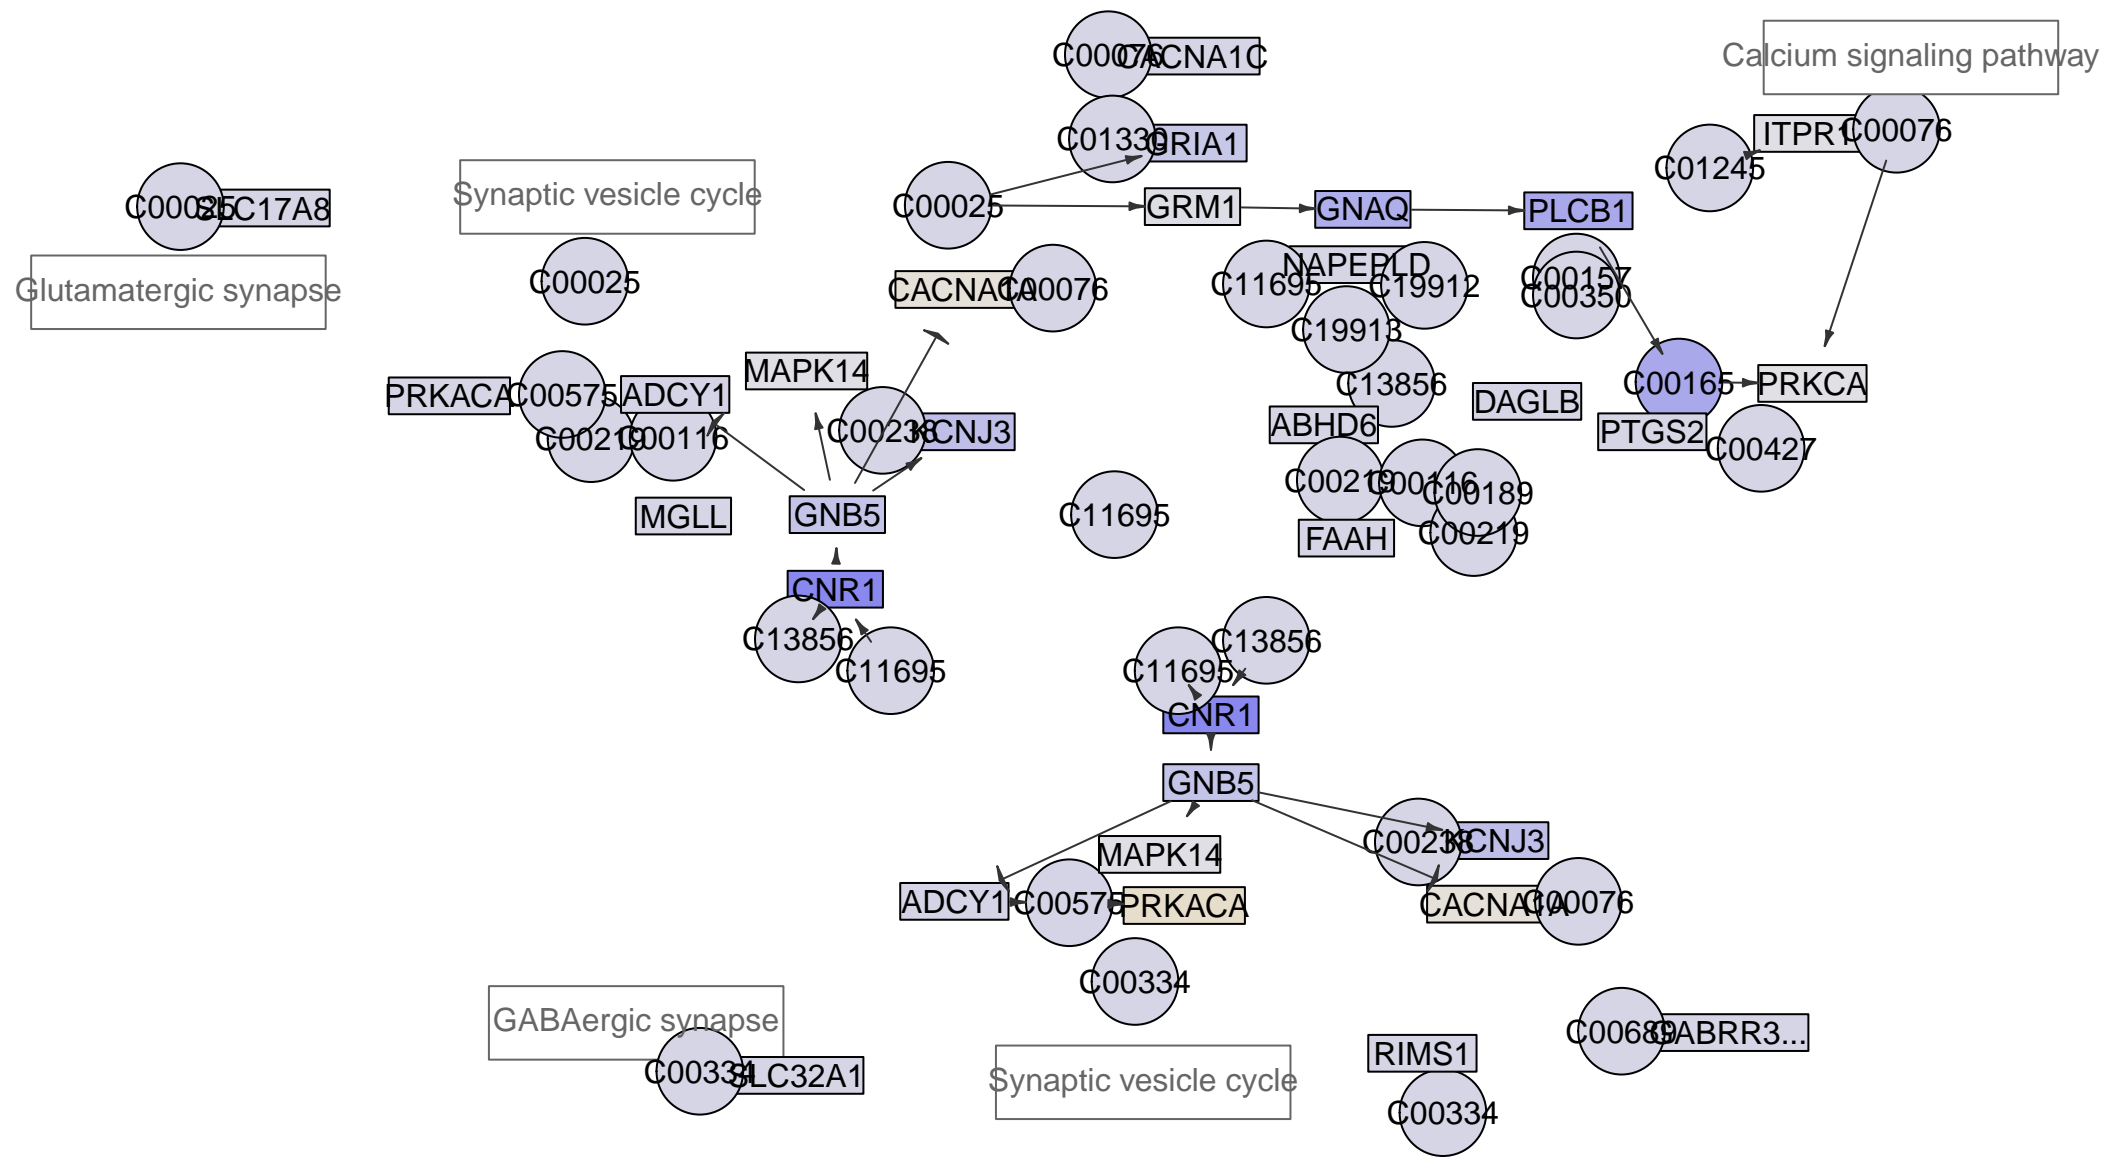 C00076
CACNA1C
Calcium signaling pathway
C01330
GRIA1
ITPR1
C00076
C01245
C00025
SLC17A8
Synaptic vesicle cycle
C00025
GRM1
GNAQ
PLCB1
Glutamatergic synapse
C00025
CACNA1A
C00076
C11695
NAPEPLD
C19912
C00157
C00350
C19913
MAPK14
PRKACA
C00575
ADCY1
C13856
DAGLB
C00165
PRKCA
C00219
C00116
C00238
KCNJ3
ABHD6
PTGS2
C00427
MGLL
GNB5
C11695
C00219
C00116
C00189
FAAH
C00219
CNR1
C13856
C11695
C13856
C11695
CNR1
GNB5
MAPK14
C00238
KCNJ3
ADCY1
C00575
PRKACA
CACNA1A
C00076
C00334
GABAergic synapse
C00334
SLC32A1
Synaptic vesicle cycle
RIMS1
C00334
C00689
GABRR3...